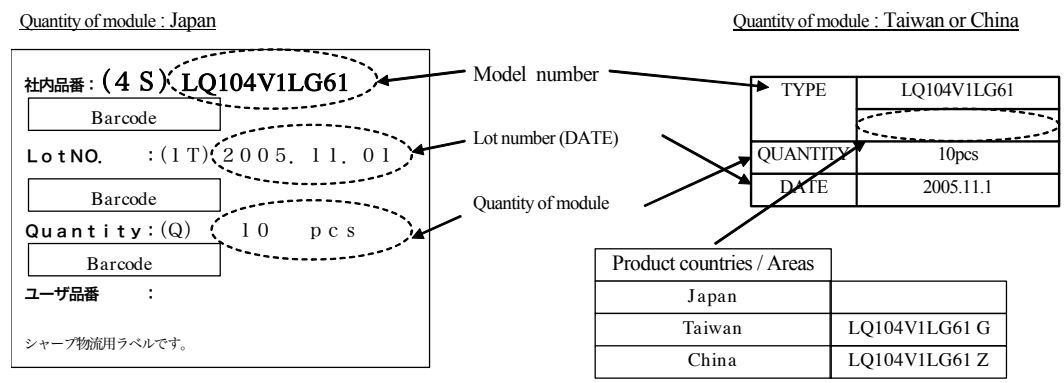 Quantity of module : Japan
Quantity of module : Taiwan or China
社内品番：(４Ｓ) LQ104V1LG61
Barcode
ＬｏｔＮＯ．　：(１Ｔ) ２００５．１１．０１
Barcode
Ｑｕａｎｔｉｔｙ：(Ｑ)　１０　ｐｃｓ
Barcode
ユーザ品番　：
シャープ物流用ラベルです。
Model number
Lot number (DATE)
Quantity of module
TYPE LQ104V1LG61
QUANTITY 10pcs
DATE 2005.11.1
Product countries / Areas
Japan
Taiwan LQ104V1LG61 G
China LQ104V1LG61 Z